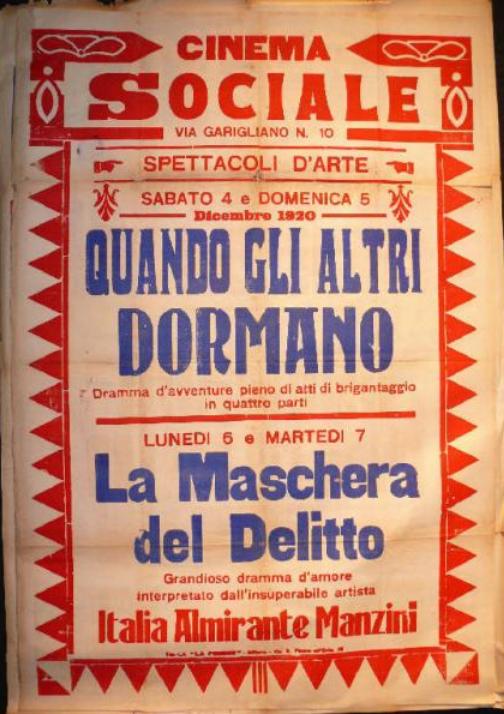 CINEMA
SOCIALE
VIA GARIGLIANO N. 10
SPETTACOLI D'ARTE
SABATO 4 e DOMENICA 5
Dicembre 1920
QUANDO GLI ALTRI
DORMANO
Dramma d'avventure pieno di atti di brigantaggio
in quattro parti
LUNEDI 6 e MARTEDI 7
La Maschera
del Delitto
Grandioso dramma d'amore
interpretato dall'insuperabile artista
Italia Almirante Manzini